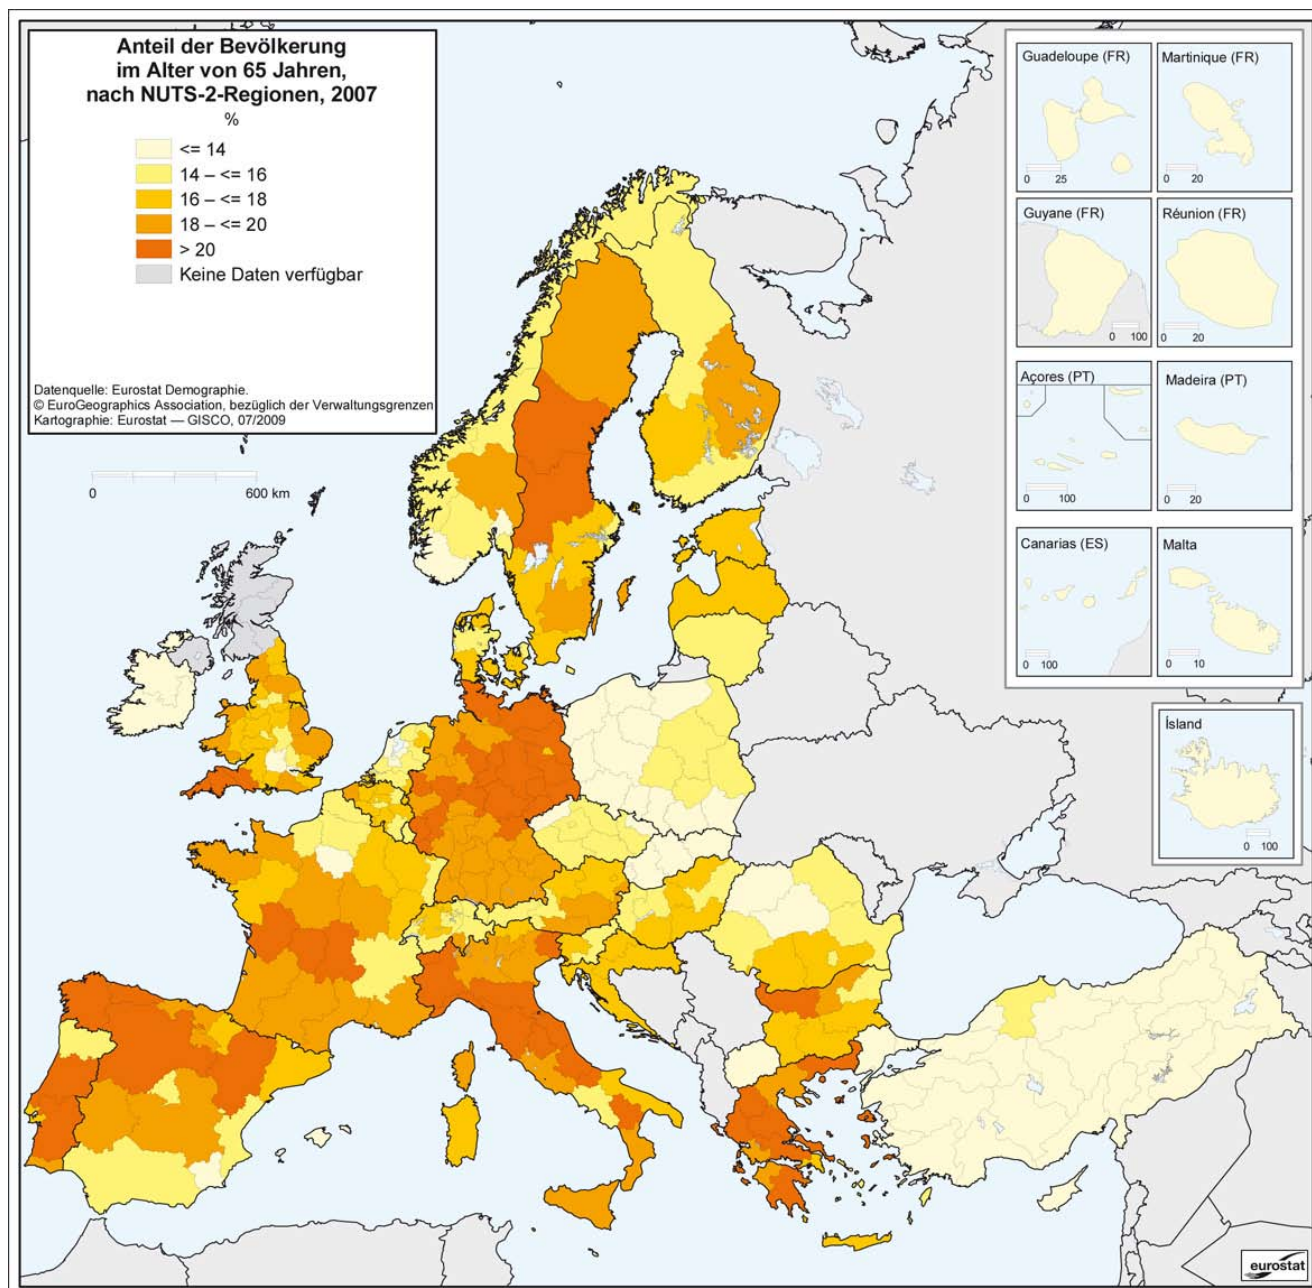 Anteil der Bevölkerung
im Alter von 65 Jahren,
nach NUTS-2-Regionen, 2007
%
<= 14
14 – <= 16
16 – <= 18
18 – <= 20
> 20
Keine Daten verfügbar
Datenquelle: Eurostat Demographie.
© EuroGeographics Association, bezüglich der Verwaltungsgrenzen
Kartographie: Eurostat — GISCO, 07/2009
0 600 km
Guadeloupe (FR)
0 25
Martinique (FR)
0 20
Guyane (FR)
0 100
Réunion (FR)
0 20
Açores (PT)
0 100
Madeira (PT)
0 20
Canarias (ES)
0 100
Malta
0 10
Ísland
0 100
eurostat